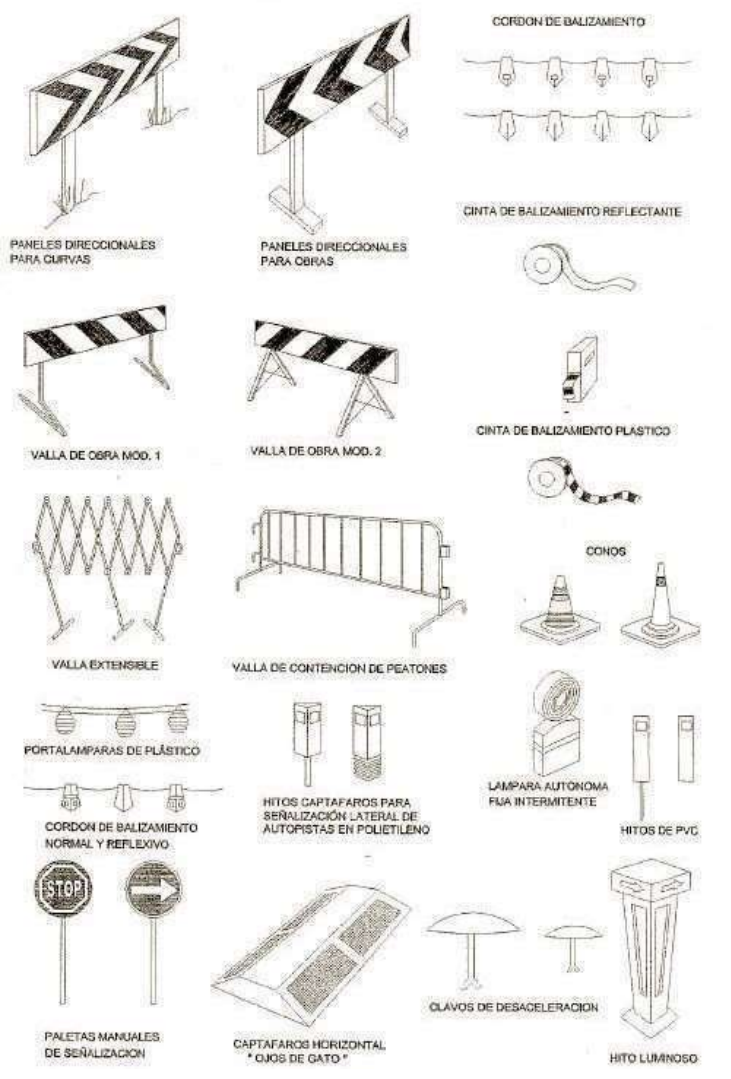 CORDON DE BALIZAMIENTO
PANELES DIRECCIONALES
PARA CURVAS
PANELES DIRECCIONALES
PARA OBRAS
CINTA DE BALIZAMIENTO REFLECTANTE
VALLA DE OBRA MOD. 1
VALLA DE OBRA MOD. 2
CINTA DE BALIZAMIENTO PLASTICO
CONOS
VALLA EXTENSIBLE
VALLA DE CONTENCION DE PEATONES
PORTALAMPARAS DE PLÁSTICO
CORDON DE BALIZAMIENTO
NORMAL Y REFLEXIVO
HITOS CAPTAFAROS PARA
SEÑALIZACIÓN LATERAL DE
AUTOPISTAS EN POLIETILENO
LAMPARA AUTONOMA
FIJA INTERMITENTE
HITOS DE PVC
STOP
PALETAS MANUALES
DE SEÑALIZACION
CAPTAFAROS HORIZONTAL
" OJOS DE GATO "
CLAVOS DE DESACELERACION
HITO LUMINOSO